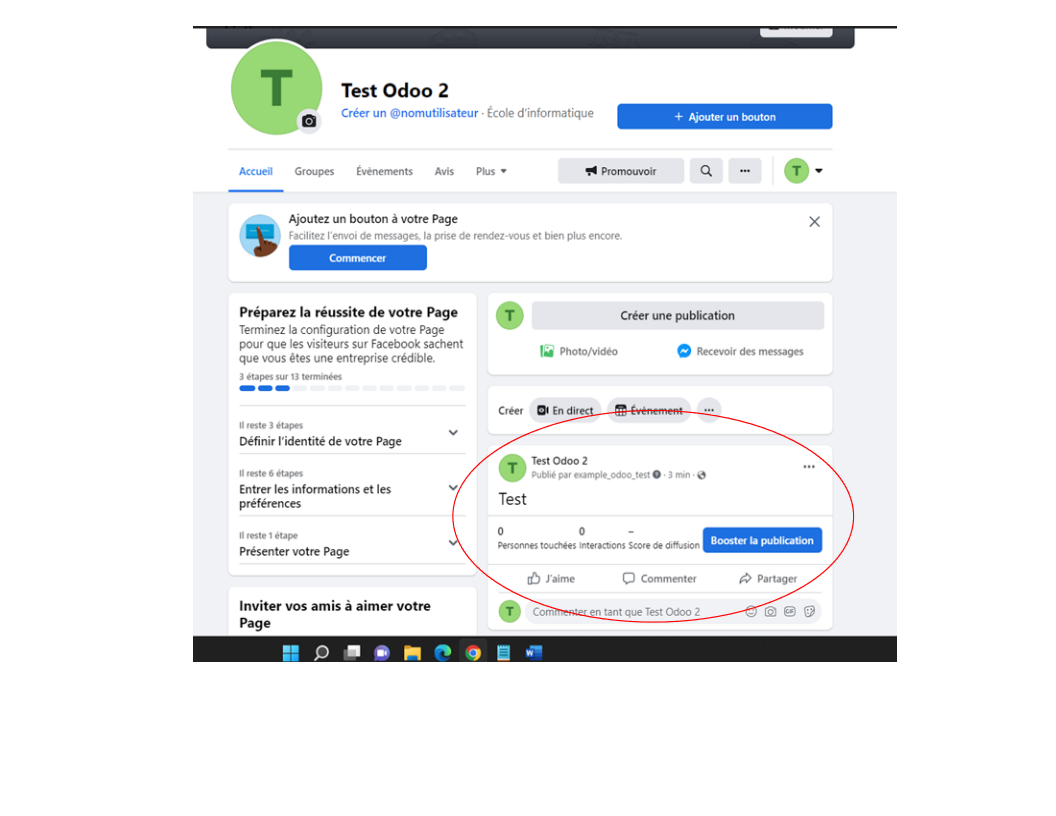 T
Test Odoo 2
Créer un @nomutilisateur · École d'informatique
+ Ajouter un bouton
Accueil
Groupes
Évènements
Avis
Plus
Promouvoir
T
Ajoutez un bouton à votre Page
Facilitez l'envoi de messages, la prise de rendez-vous et bien plus encore.
Commencer
Préparez la réussite de votre Page
Terminez la configuration de votre Page
pour que les visiteurs sur Facebook sachent
que vous êtes une entreprise crédible.
3 étapes sur 13 terminées
Il reste 3 étapes
Définir l'identité de votre Page
Il reste 6 étapes
Entrer les informations et les
préférences
Il reste 1 étape
Présenter votre Page
Inviter vos amis à aimer votre
Page
T
Créer une publication
Photo/vidéo
Recevoir des messages
Créer
En direct
Évènement
T
Test Odoo 2
Publié par example_odoo_test · 3 min ·
Test
0
0
–
Personnes touchées
Interactions
Score de diffusion
Booster la publication
J'aime
Commenter
Partager
T
Commenter en tant que Test Odoo 2
GIF
W